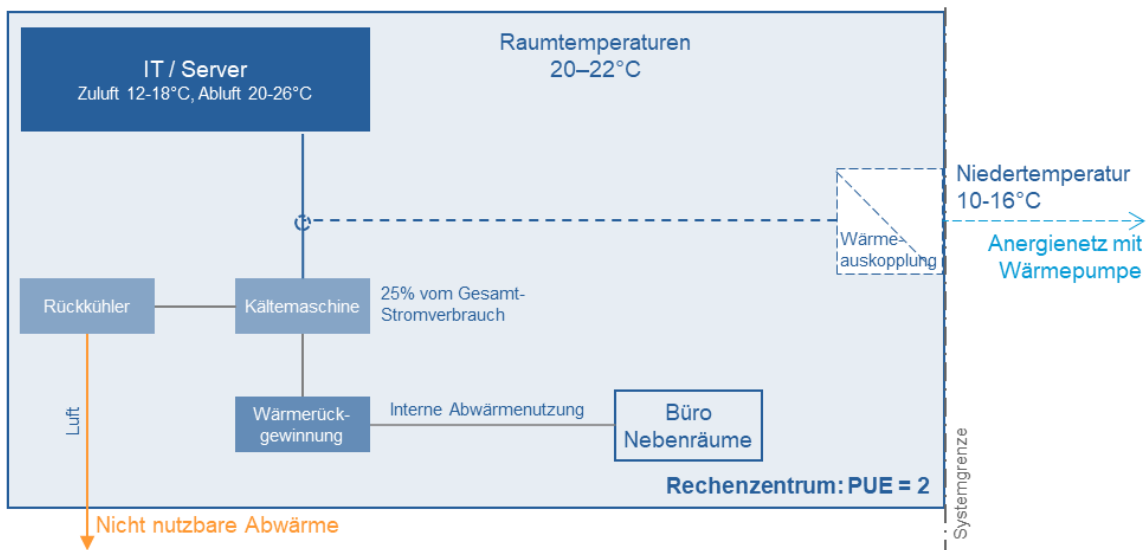 IT / Server
Zuluft 12-18°C, Abluft 20-26°C
Raumtemperaturen
20–22°C
Niedertemperatur
10-16°C
Wärme-
auskopplung
Anergienetz mit
Wärmepumpe
Rückkühler
Kältemaschine
25% vom Gesamt-
Stromverbrauch
Luft
Wärmerück-
gewinnung
Interne Abwärmenutzung
Büro
Nebenräume
Systemgrenze
Rechenzentrum: PUE = 2
Nicht nutzbare Abwärme